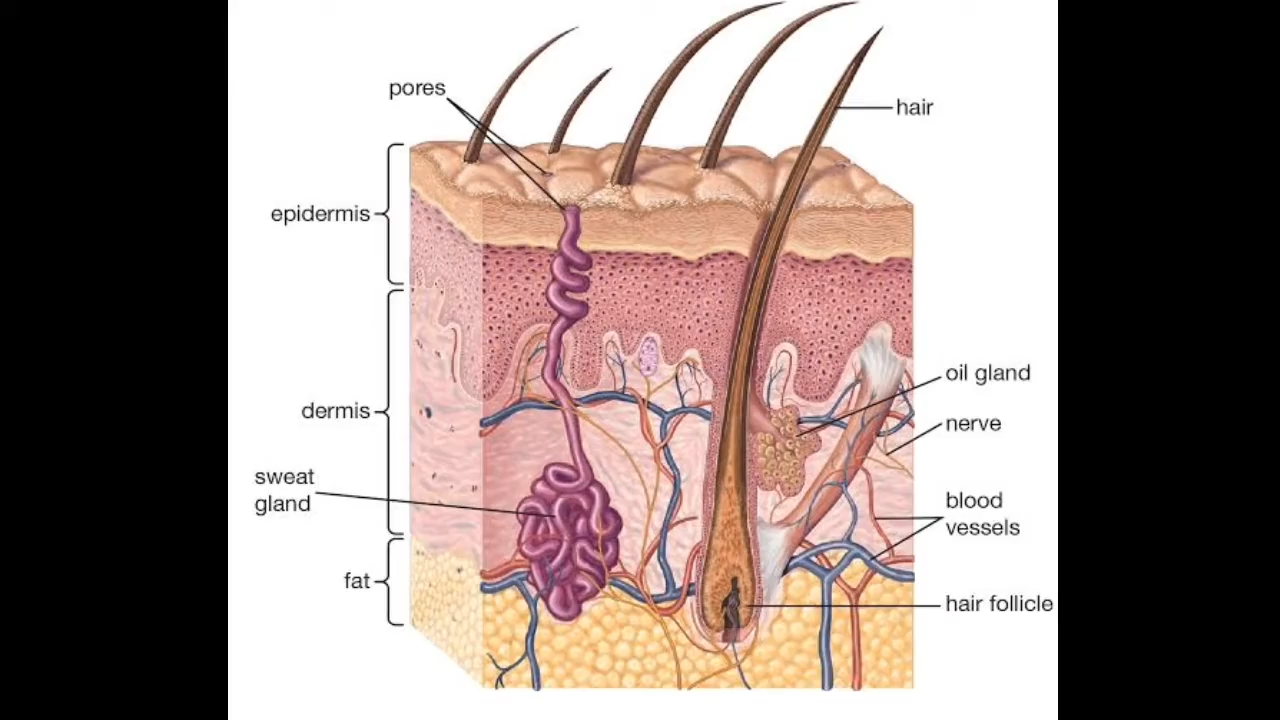 pores
hair
epidermis
oil gland
dermis
nerve
sweat
gland
blood
vessels
fat
hair follicle